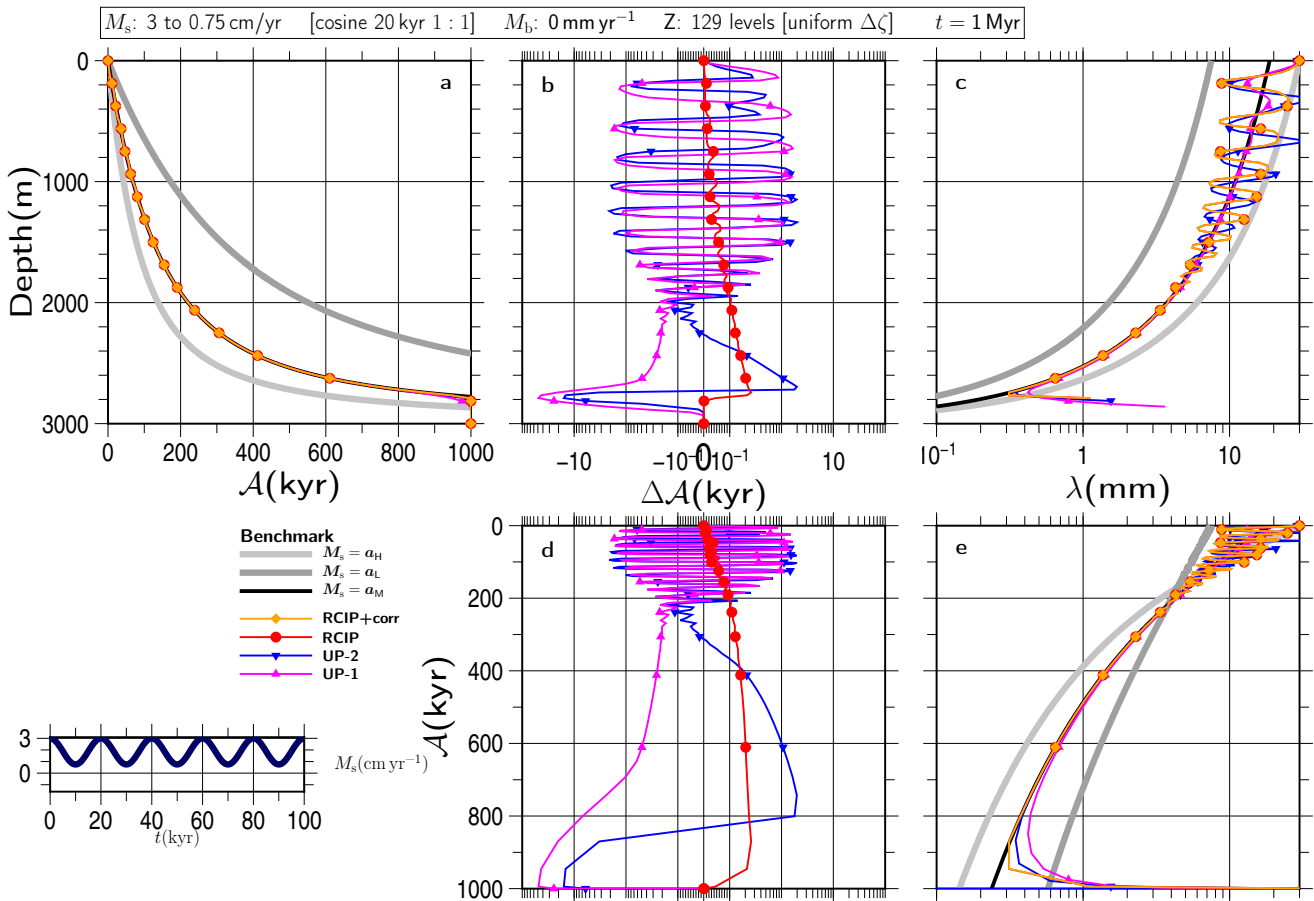 Mₛ: 3 to 0.75 cm/yr [cosine 20 kyr 1 : 1] M_b: 0 mm yr⁻¹ Z: 129 levels [uniform Δζ] t = 1 Myr
a b c
0
1000
2000
3000
Depth(m)
0 200 400 600 800 1000
𝒜(kyr)
−10 −10⁻¹ 0 10⁻¹ 10
Δ𝒜(kyr)
10⁻¹ 1 10
λ(mm)
d e
0
200
400
600
800
1000
𝒜(kyr)
Benchmark
Mₛ = a_H
Mₛ = a_L
Mₛ = a_M
RCIP+corr
RCIP
UP-2
UP-1
3
0
Mₛ(cm yr⁻¹)
0 20 40 60 80 100
t(kyr)